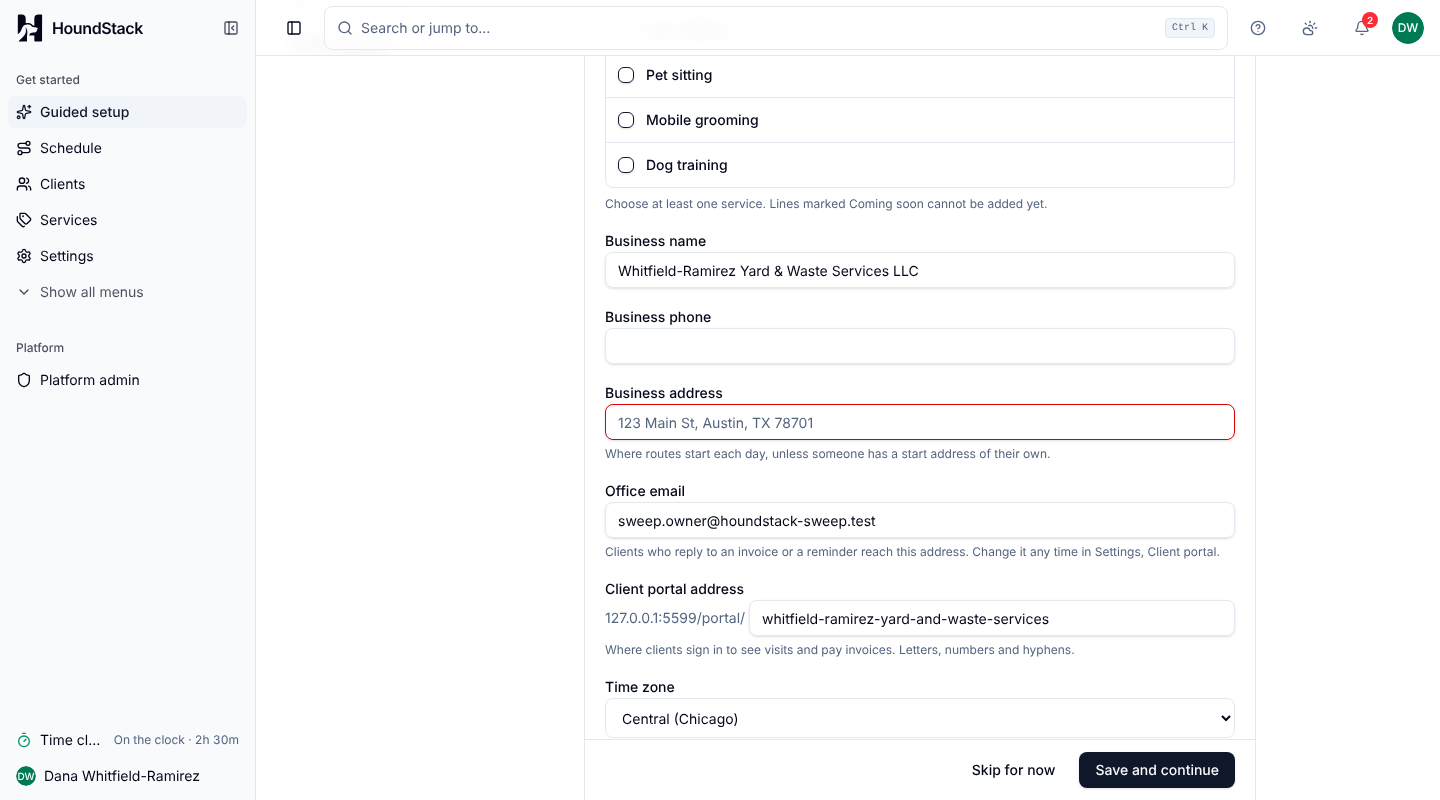 HoundStack
Search or jump to...
Ctrl K
2
DW
Get started
Guided setup
Schedule
Clients
Services
Settings
Show all menus
Platform
Platform admin
Time cl...
On the clock · 2h 30m
DW
Dana Whitfield-Ramirez
Pet sitting
Mobile grooming
Dog training
Choose at least one service. Lines marked Coming soon cannot be added yet.
Business name
Whitfield-Ramirez Yard & Waste Services LLC
Business phone
Business address
123 Main St, Austin, TX 78701
Where routes start each day, unless someone has a start address of their own.
Office email
sweep.owner@houndstack-sweep.test
Clients who reply to an invoice or a reminder reach this address. Change it any time in Settings, Client portal.
Client portal address
127.0.0.1:5599/portal/
whitfield-ramirez-yard-and-waste-services
Where clients sign in to see visits and pay invoices. Letters, numbers and hyphens.
Time zone
Central (Chicago)
Skip for now
Save and continue